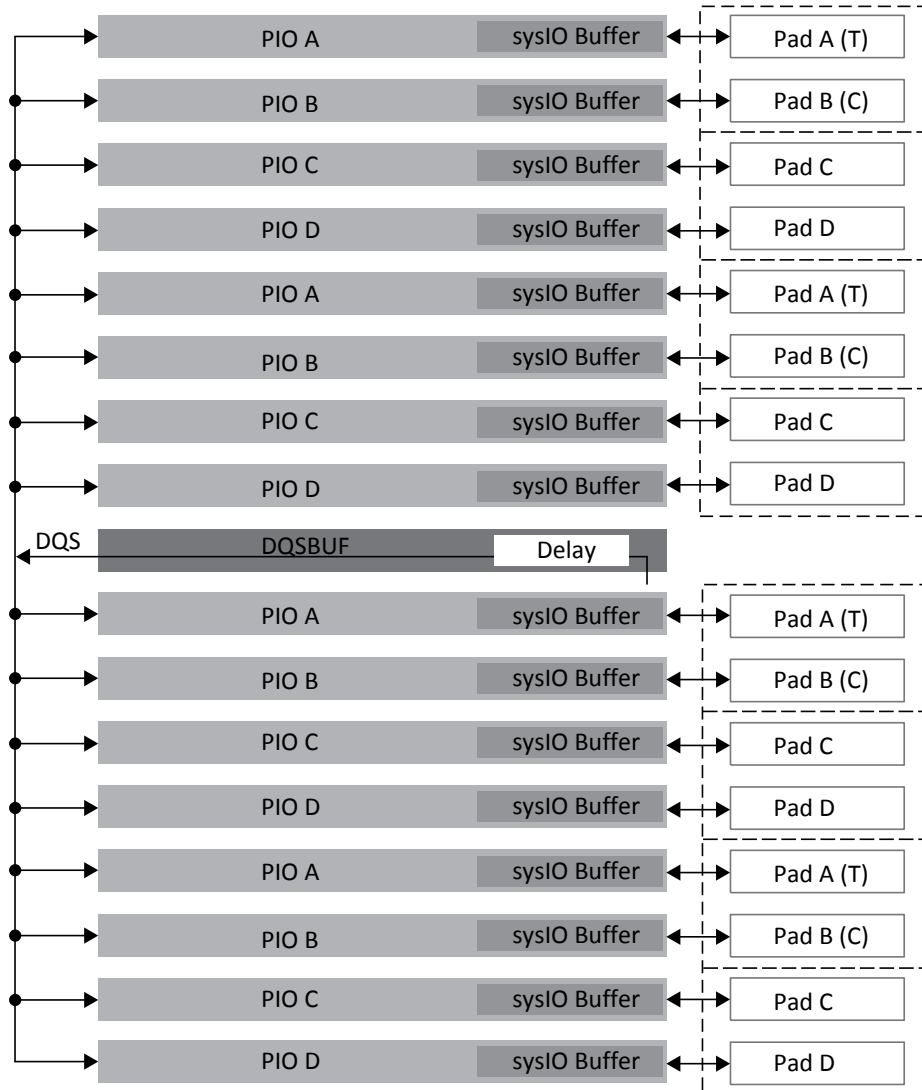 PIO A sysIO Buffer Pad A (T)
PIO B sysIO Buffer Pad B (C)
PIO C sysIO Buffer Pad C
PIO D sysIO Buffer Pad D
PIO A sysIO Buffer Pad A (T)
PIO B sysIO Buffer Pad B (C)
PIO C sysIO Buffer Pad C
PIO D sysIO Buffer Pad D
DQS DQSBUF Delay
PIO A sysIO Buffer Pad A (T)
PIO B sysIO Buffer Pad B (C)
PIO C sysIO Buffer Pad C
PIO D sysIO Buffer Pad D
PIO A sysIO Buffer Pad A (T)
PIO B sysIO Buffer Pad B (C)
PIO C sysIO Buffer Pad C
PIO D sysIO Buffer Pad D